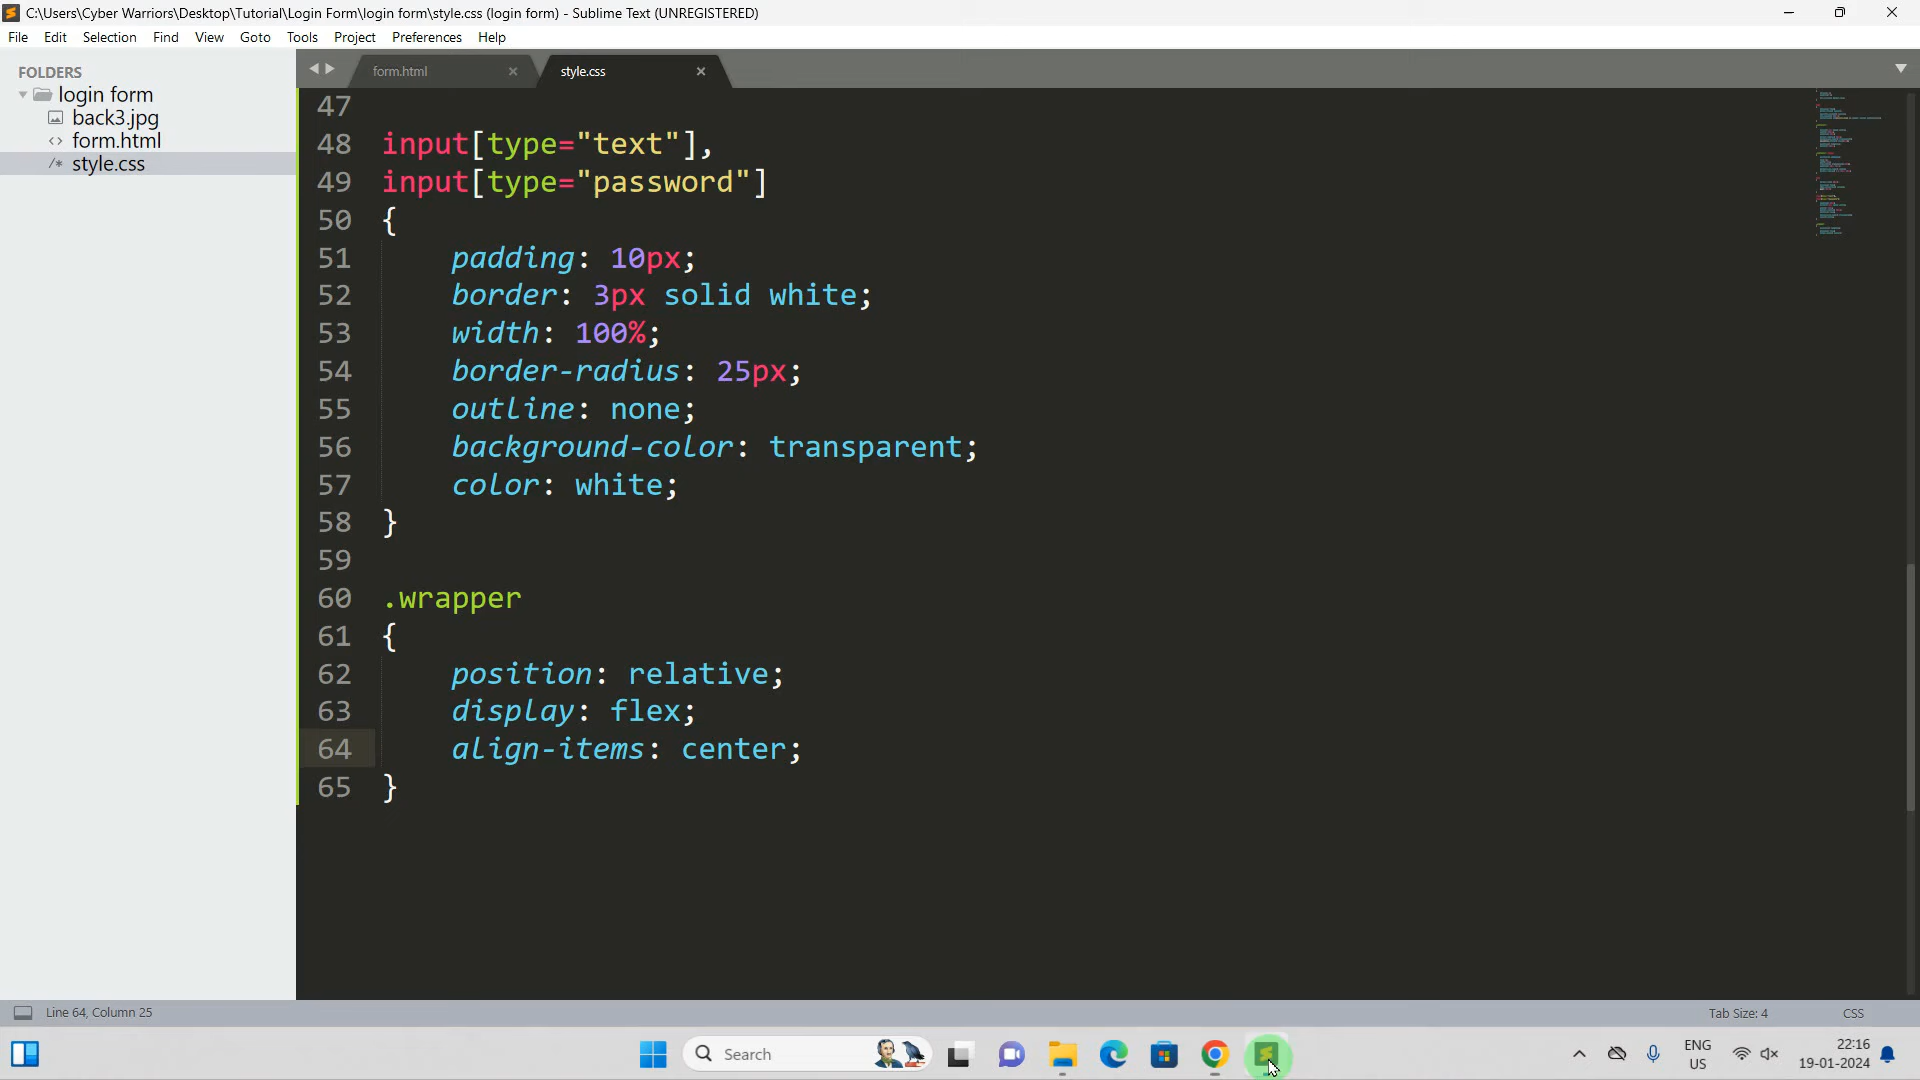 C:\Users\Cyber Warriors\Desktop\Tutorial\Login Form\login form\style.css (login form) - Sublime Text (UNREGISTERED)
File Edit Selection Find View Goto Tools Project Preferences Help
FOLDERS
login form
back3.jpg
form.html
style.css
form.html
style.css
47
48 input[type="text"],
49 input[type="password"]
50 {
51 padding: 10px;
52 border: 3px solid white;
53 width: 100%;
54 border-radius: 25px;
55 outline: none;
56 background-color: transparent;
57 color: white;
58 }
59
60 .wrapper
61 {
62 position: relative;
63 display: flex;
64 align-items: center;
65 }
Line 64, Column 25
Tab Size: 4
CSS
Search
ENG
US
22:16
19-01-2024